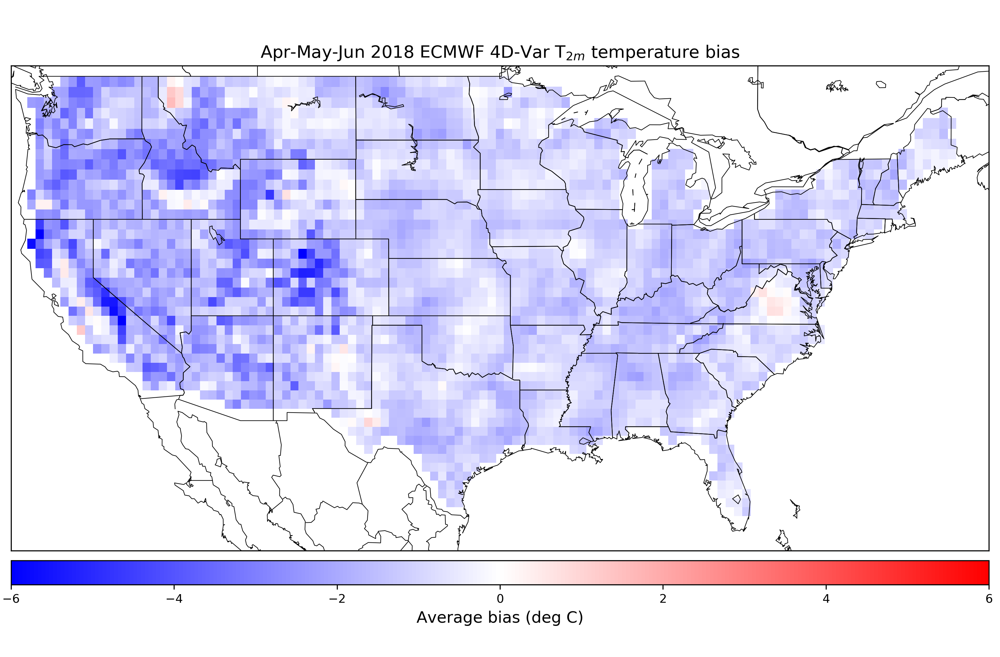 Apr-May-Jun 2018 ECMWF 4D-Var T2m temperature bias
−6 −4 −2 0 2 4 6
Average bias (deg C)